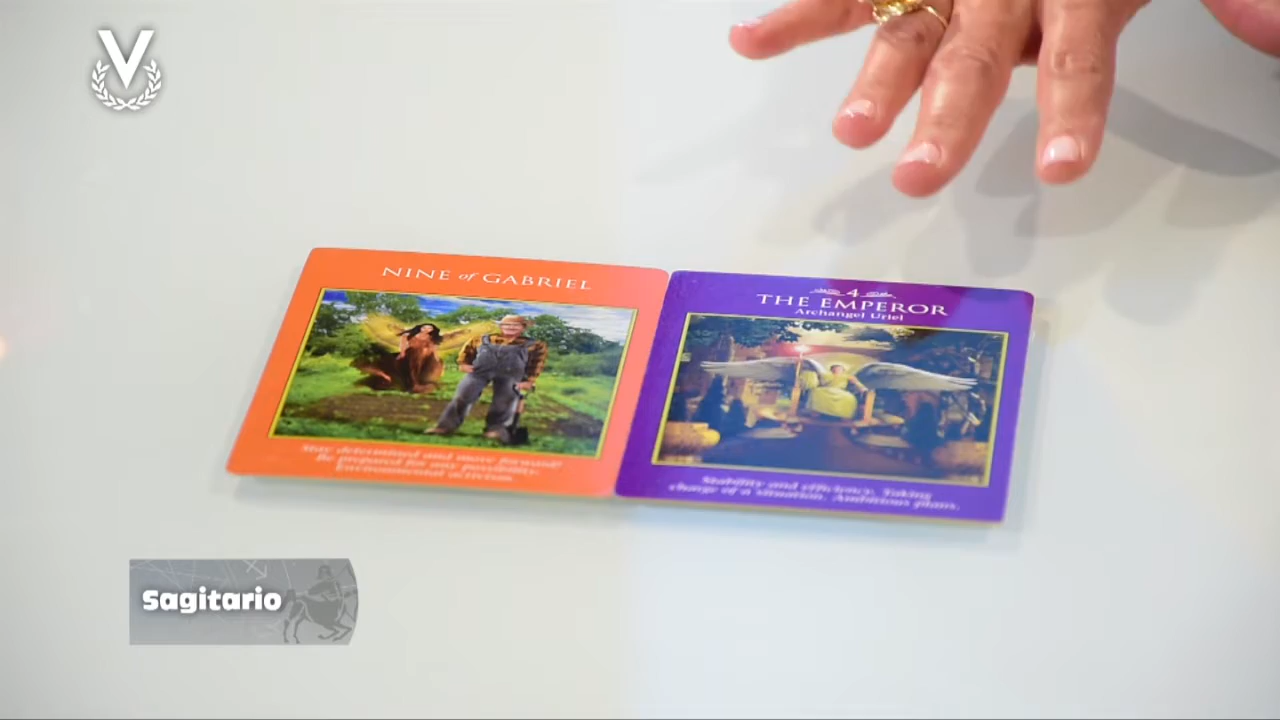 V
NINE of GABRIEL
Stay determined and move forward!
Be prepared for any possibility.
Environmental activism.
4
THE EMPEROR
Archangel Uriel
Stability and efficiency. Taking
charge of a situation. Ambitious plans.
Sagitario